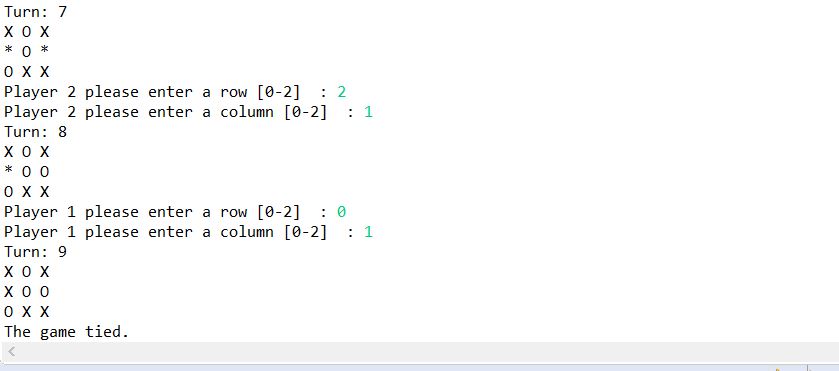 Turn: 7
X O X
* O *
O X X
Player 2 please enter a row [0-2]  : 2
Player 2 please enter a column [0-2]  : 1
Turn: 8
X O X
* O O
O X X
Player 1 please enter a row [0-2]  : 0
Player 1 please enter a column [0-2]  : 1
Turn: 9
X O X
X O O
O X X
The game tied.